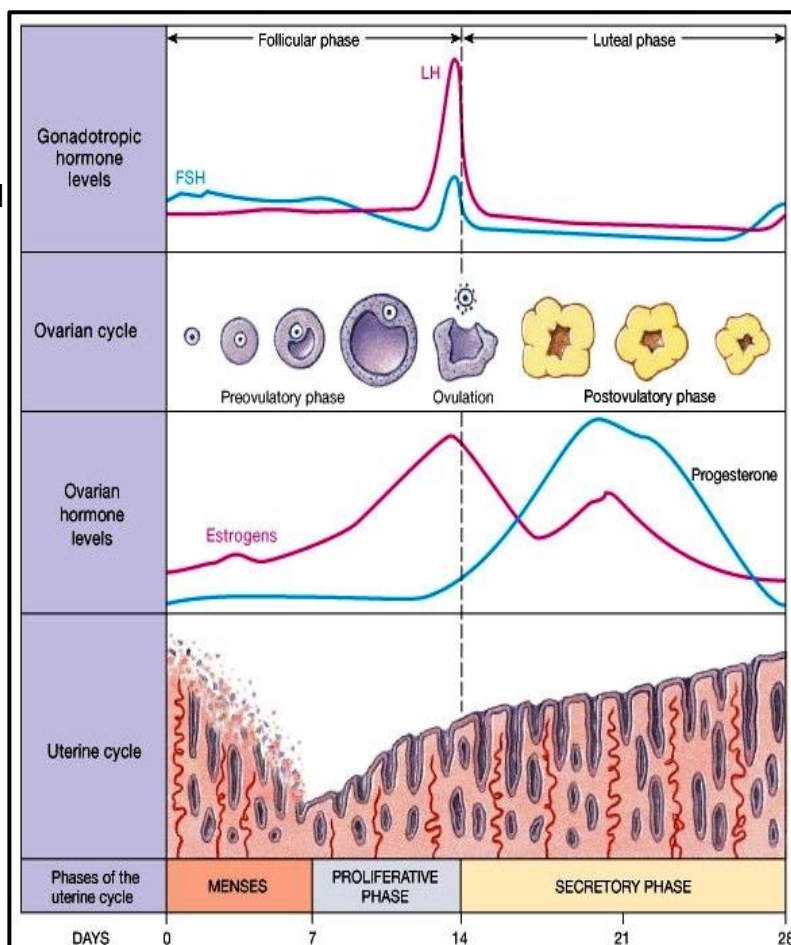 Follicular phase
Luteal phase
Gonadotropic
hormone
levels
LH
FSH
Ovarian cycle
Preovulatory phase
Ovulation
Postovulatory phase
Ovarian
hormone
levels
Estrogens
Progesterone
Uterine cycle
Phases of the
uterine cycle
MENSES
PROLIFERATIVE
PHASE
SECRETORY PHASE
DAYS
0
7
14
21
28